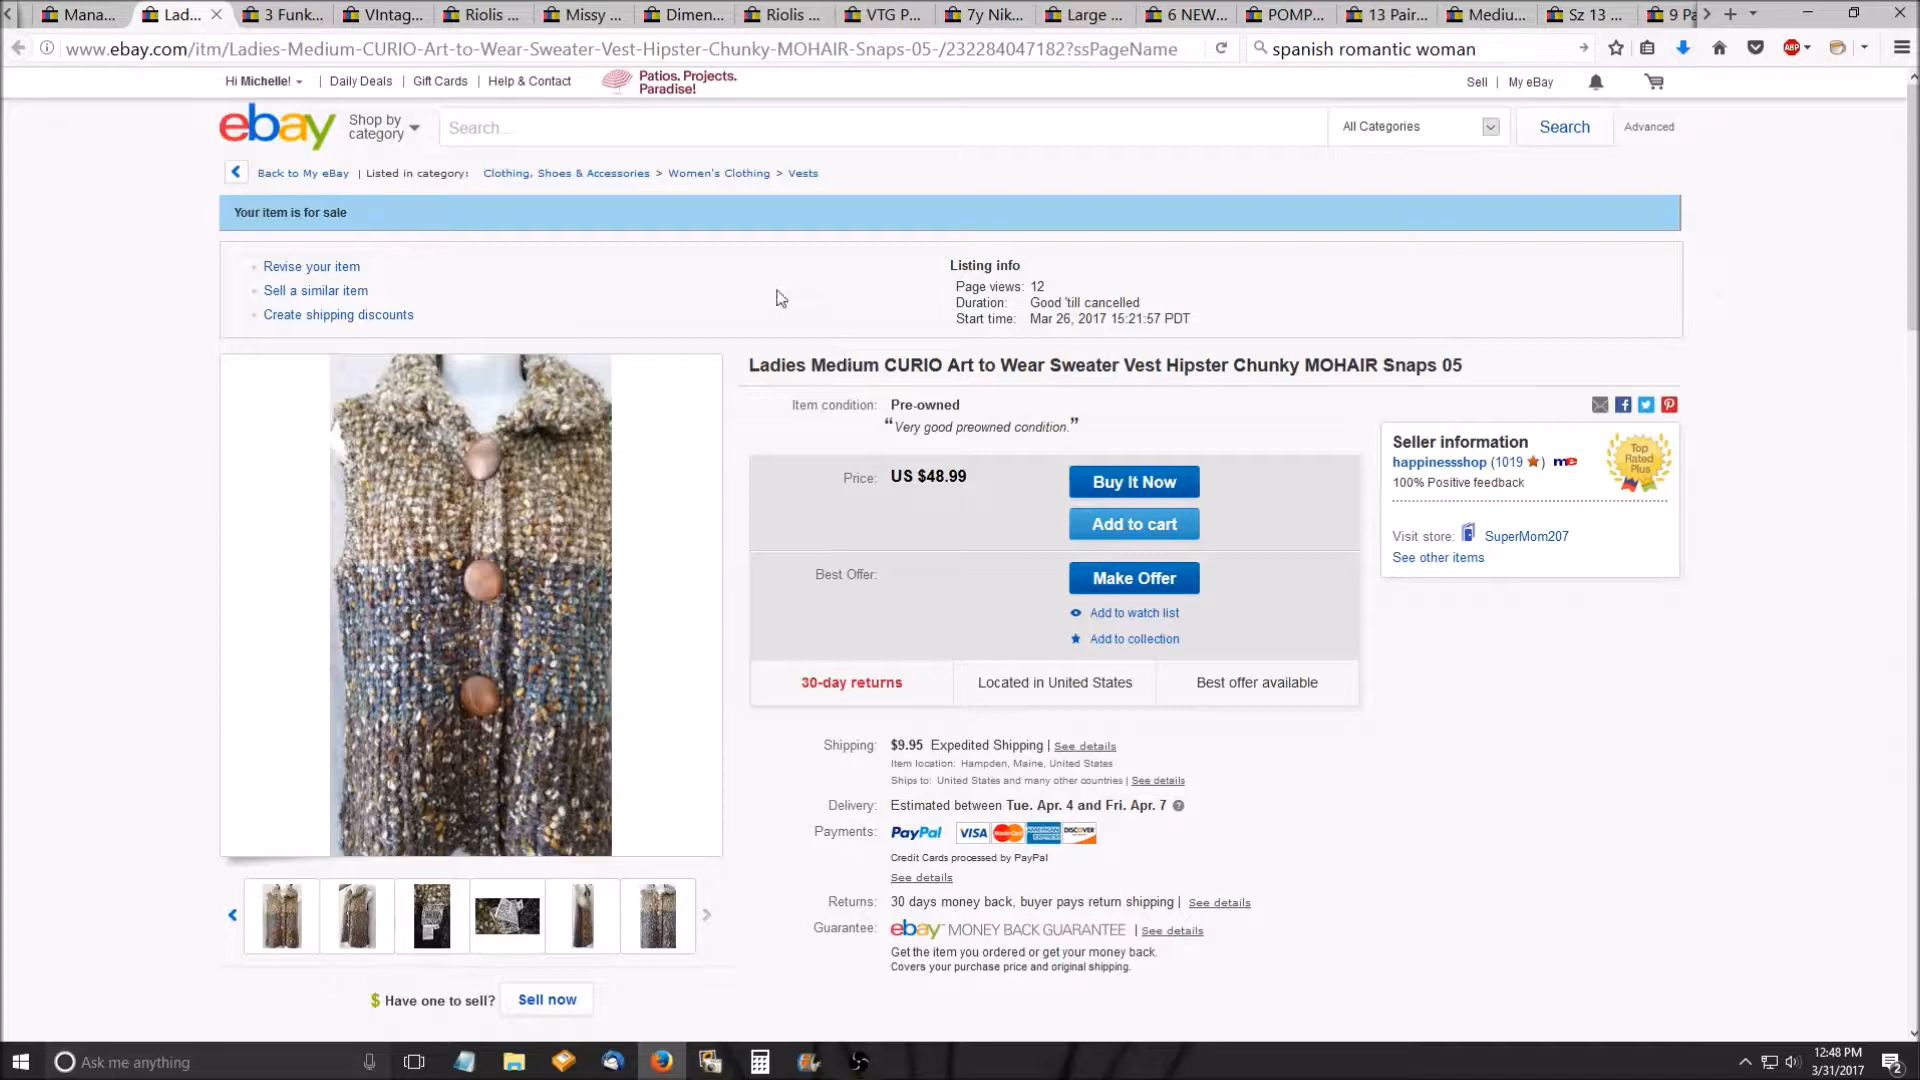 Mana...
Lad...
3 Funk...
VIntag...
Riolis ...
Missy ...
Dimen...
Riolis ...
VTG P...
7y Nik...
Large ...
6 NEW...
POMP...
13 Pair...
Mediu...
Sz 13 ...
9 Pa
www.ebay.com/itm/Ladies-Medium-CURIO-Art-to-Wear-Sweater-Vest-Hipster-Chunky-MOHAIR-Snaps-05-/232284047182?ssPageName
spanish romantic woman
ABP
Hi Michelle! | Daily Deals | Gift Cards | Help & Contact
Patios. Projects.
Paradise!
Sell | My eBay
ebay
Shop by
category
Search...
All Categories
Search
Advanced
Back to My eBay | Listed in category: Clothing, Shoes & Accessories > Women's Clothing > Vests
Your item is for sale
Revise your item
Sell a similar item
Create shipping discounts
Listing info
Page views: 12
Duration: Good 'till cancelled
Start time: Mar 26, 2017 15:21:57 PDT
Ladies Medium CURIO Art to Wear Sweater Vest Hipster Chunky MOHAIR Snaps 05
Item condition: Pre-owned
“Very good preowned condition.”
Price: US $48.99
Buy It Now
Add to cart
Best Offer:
Make Offer
Add to watch list
Add to collection
30-day returns
Located in United States
Best offer available
Seller information
happinessshop (1019 ) me
100% Positive feedback
Top
Rated
Plus
Visit store: SuperMom207
See other items
Shipping: $9.95 Expedited Shipping | See details
Item location: Hampden, Maine, United States
Ships to: United States and many other countries | See details
Delivery: Estimated between Tue. Apr. 4 and Fri. Apr. 7 ?
Payments: PayPal VISA MasterCard AMERICAN EXPRESS DISCOVER
Credit Cards processed by PayPal
See details
Returns: 30 days money back, buyer pays return shipping | See details
Guarantee: ebay MONEY BACK GUARANTEE | See details
Get the item you ordered or get your money back.
Covers your purchase price and original shipping.
$ Have one to sell? Sell now
Ask me anything
12:48 PM
3/31/2017
2